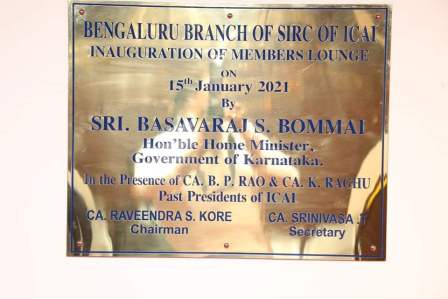 BENGALURU BRANCH OF SIRC OF ICAI
INAUGURATION OF MEMBERS LOUNGE
ON
15th January 2021
By
SRI. BASAVARAJ S. BOMMAI
Hon'ble Home Minister,
Government of Karnataka.
In the Presence of CA. B. P. RAO & CA. K. RAGHU
Past Presidents of ICAI
CA. RAVEENDRA S. KORE CA. SRINIVASA .T
Chairman Secretary